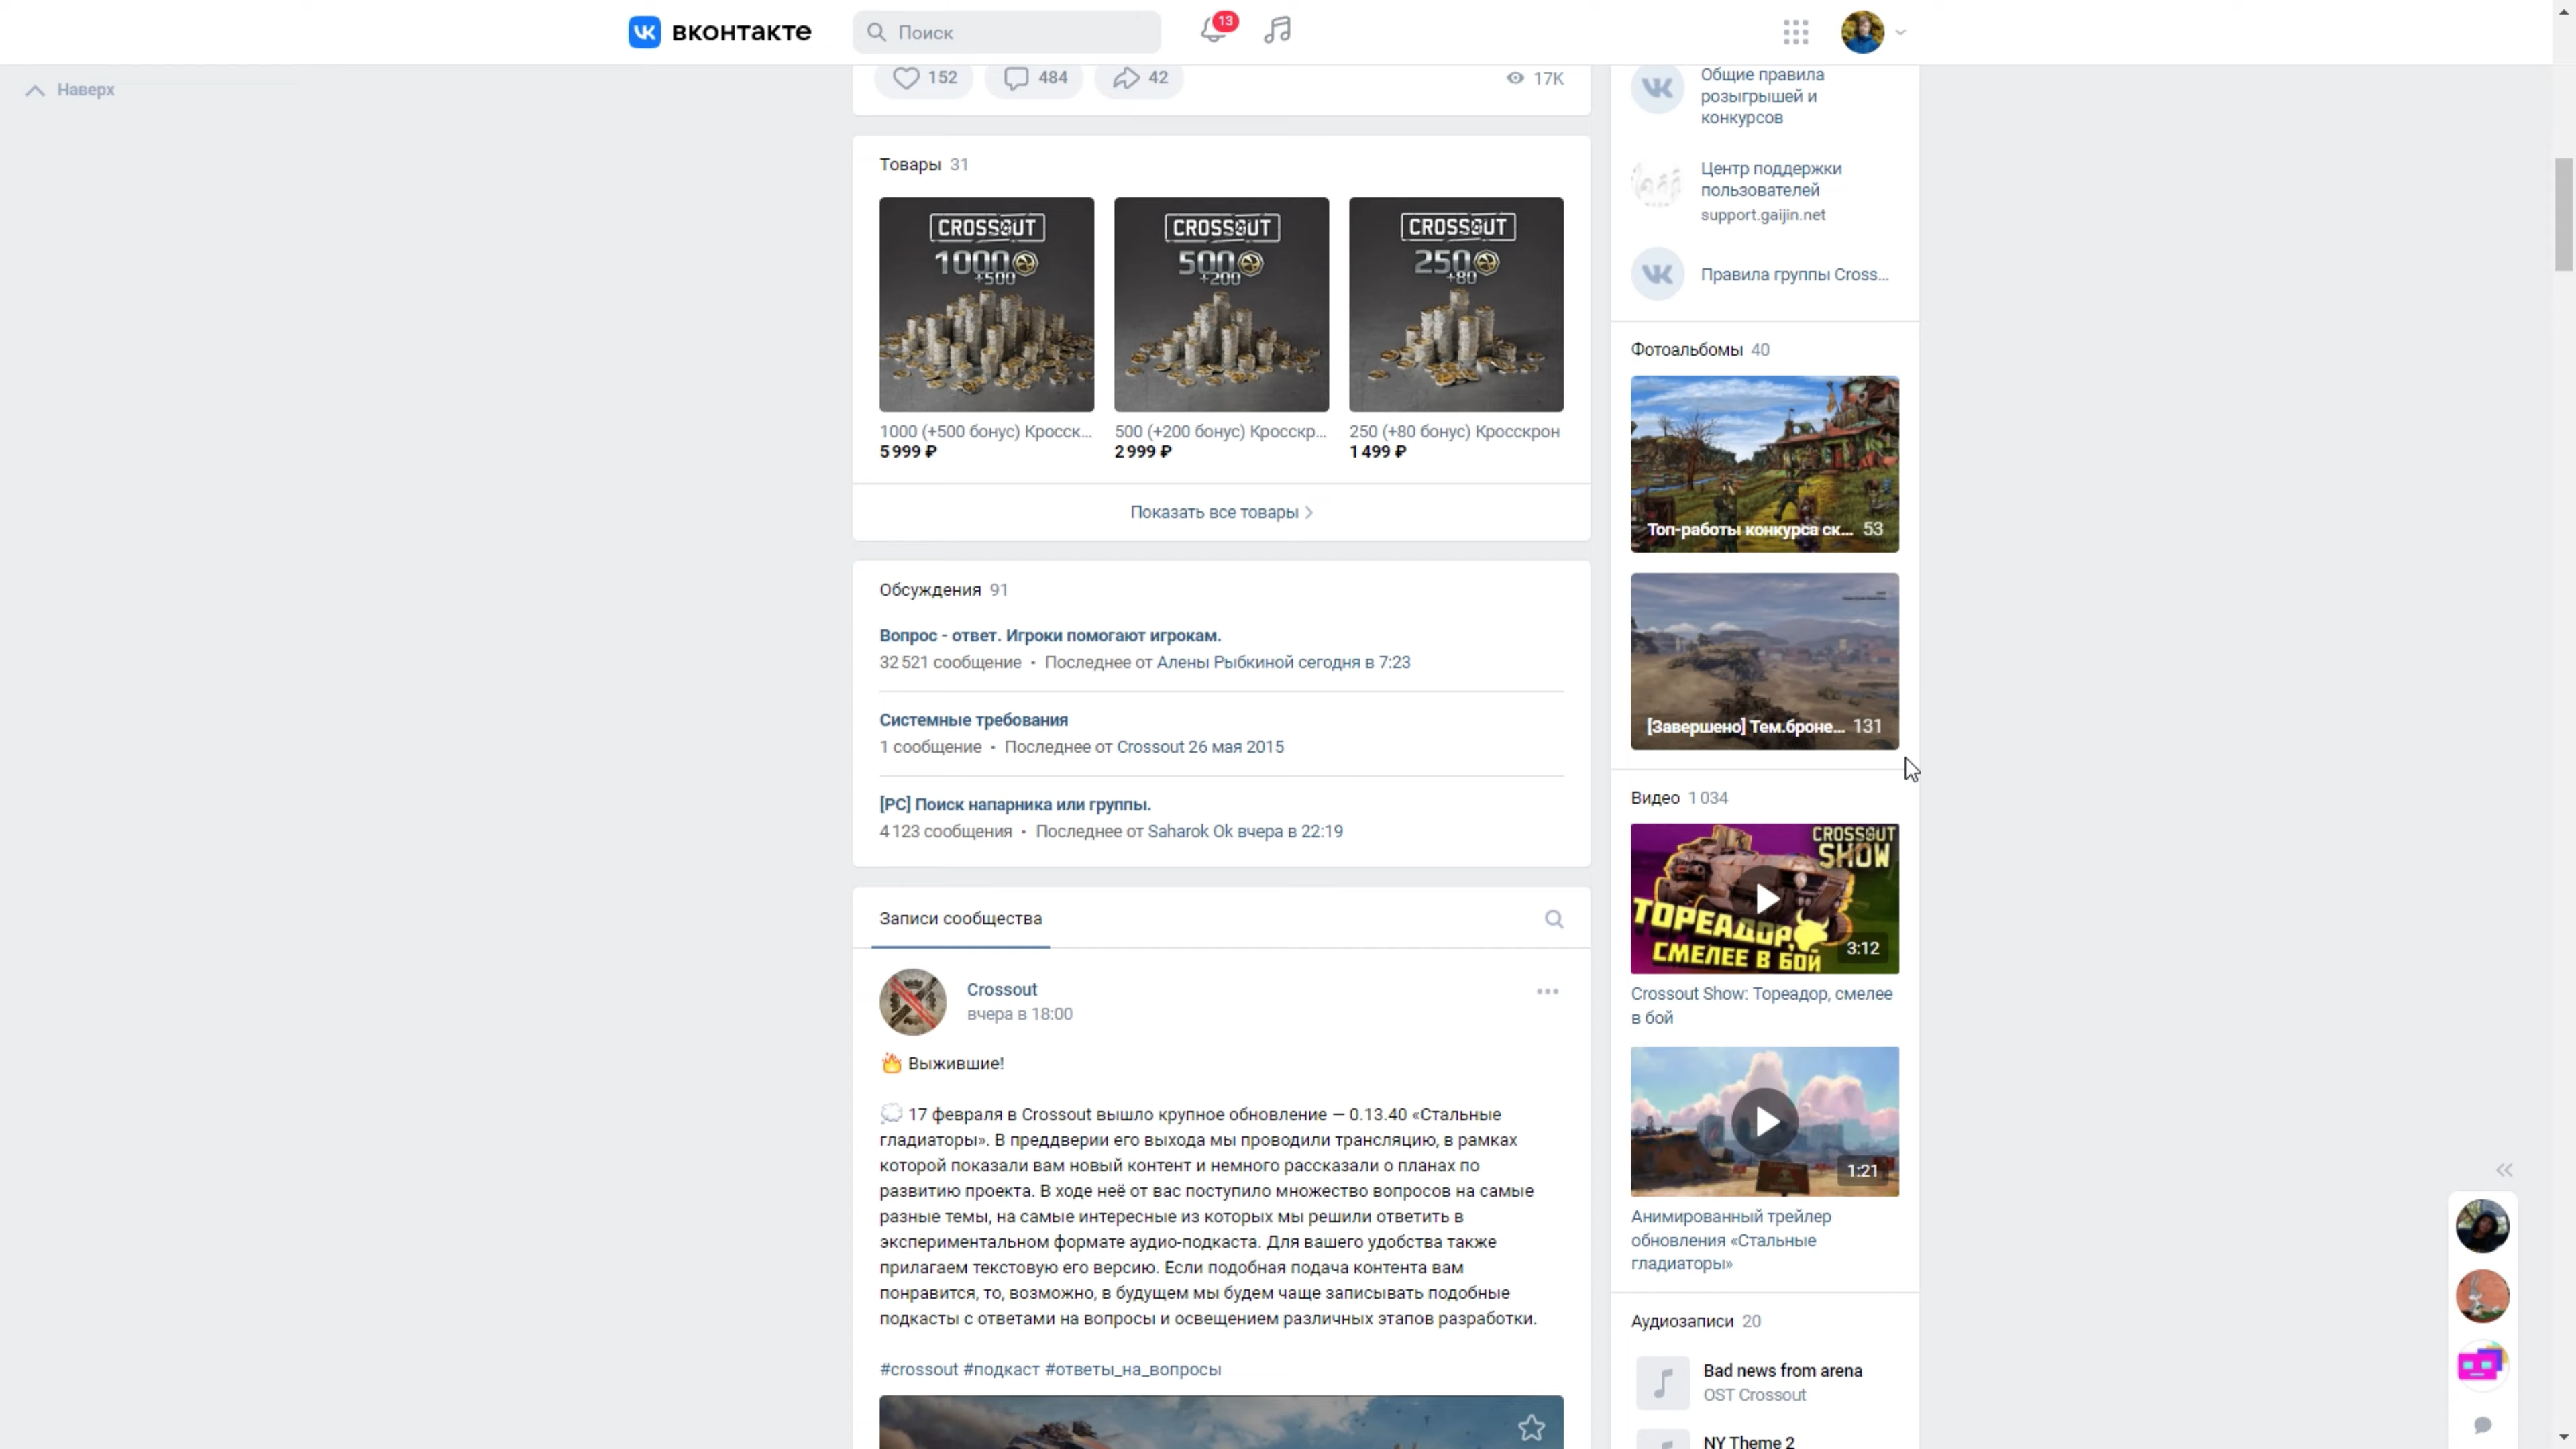 вконтакте
Поиск
13
Наверх
152
484
42
17K
Товары 31
CROSSOUT
1000
+500
CROSSOUT
500
+200
CROSSOUT
250
+80
1000 (+500 бонус) Кросск...
5 999 ₽
500 (+200 бонус) Кросскр...
2 999 ₽
250 (+80 бонус) Кросскрон
1 499 ₽
Показать все товары
Обсуждения 91
Вопрос - ответ. Игроки помогают игрокам.
32 521 сообщение · Последнее от Алены Рыбкиной сегодня в 7:23
Системные требования
1 сообщение · Последнее от Crossout 26 мая 2015
[PC] Поиск напарника или группы.
4 123 сообщения · Последнее от Saharok Ok вчера в 22:19
Записи сообщества
Crossout
вчера в 18:00
🔥 Выжившие!
💭 17 февраля в Crossout вышло крупное обновление — 0.13.40 «Стальные
гладиаторы». В преддверии его выхода мы проводили трансляцию, в рамках
которой показали вам новый контент и немного рассказали о планах по
развитию проекта. В ходе неё от вас поступило множество вопросов на самые
разные темы, на самые интересные из которых мы решили ответить в
экспериментальном формате аудио-подкаста. Для вашего удобства также
прилагаем текстовую его версию. Если подобная подача контента вам
понравится, то, возможно, в будущем мы будем чаще записывать подобные
подкасты с ответами на вопросы и освещением различных этапов разработки.
#crossout #подкаст #ответы_на_вопросы
Общие правила
розыгрышей и
конкурсов
Центр поддержки
пользователей
support.gaijin.net
Правила группы Cross...
Фотоальбомы 40
Топ-работы конкурса ск... 53
[Завершено] Тем.броне... 131
Видео 1 034
CROSSOUT
SHOW
ТОРЕАДОР,
СМЕЛЕЕ В БОЙ
3:12
Crossout Show: Тореадор, смелее
в бой
1:21
Анимированный трейлер
обновления «Стальные
гладиаторы»
Аудиозаписи 20
Bad news from arena
OST Crossout
NY Theme 2